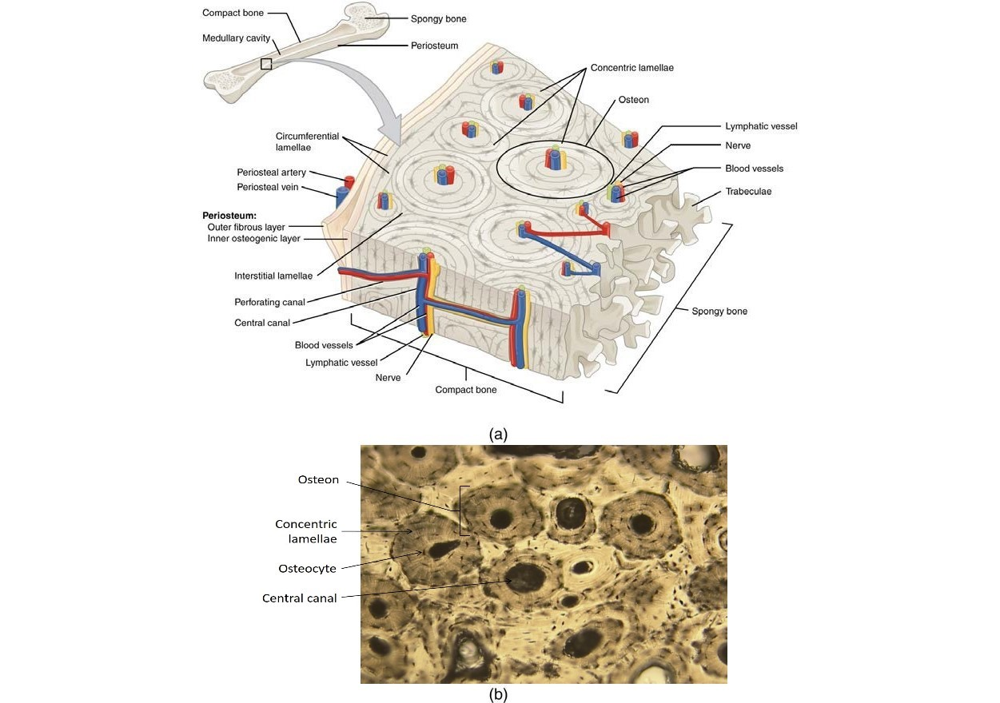 Compact bone
Spongy bone
Medullary cavity
Periosteum
Concentric lamellae
Osteon
Lymphatic vessel
Nerve
Blood vessels
Trabeculae
Circumferential
lamellae
Periosteal artery
Periosteal vein
Periosteum:
Outer fibrous layer
Inner osteogenic layer
Interstitial lamellae
Perforating canal
Central canal
Blood vessels
Lymphatic vessel
Nerve
Compact bone
Spongy bone
(a)
Osteon
Concentric
lamellae
Osteocyte
Central canal
(b)